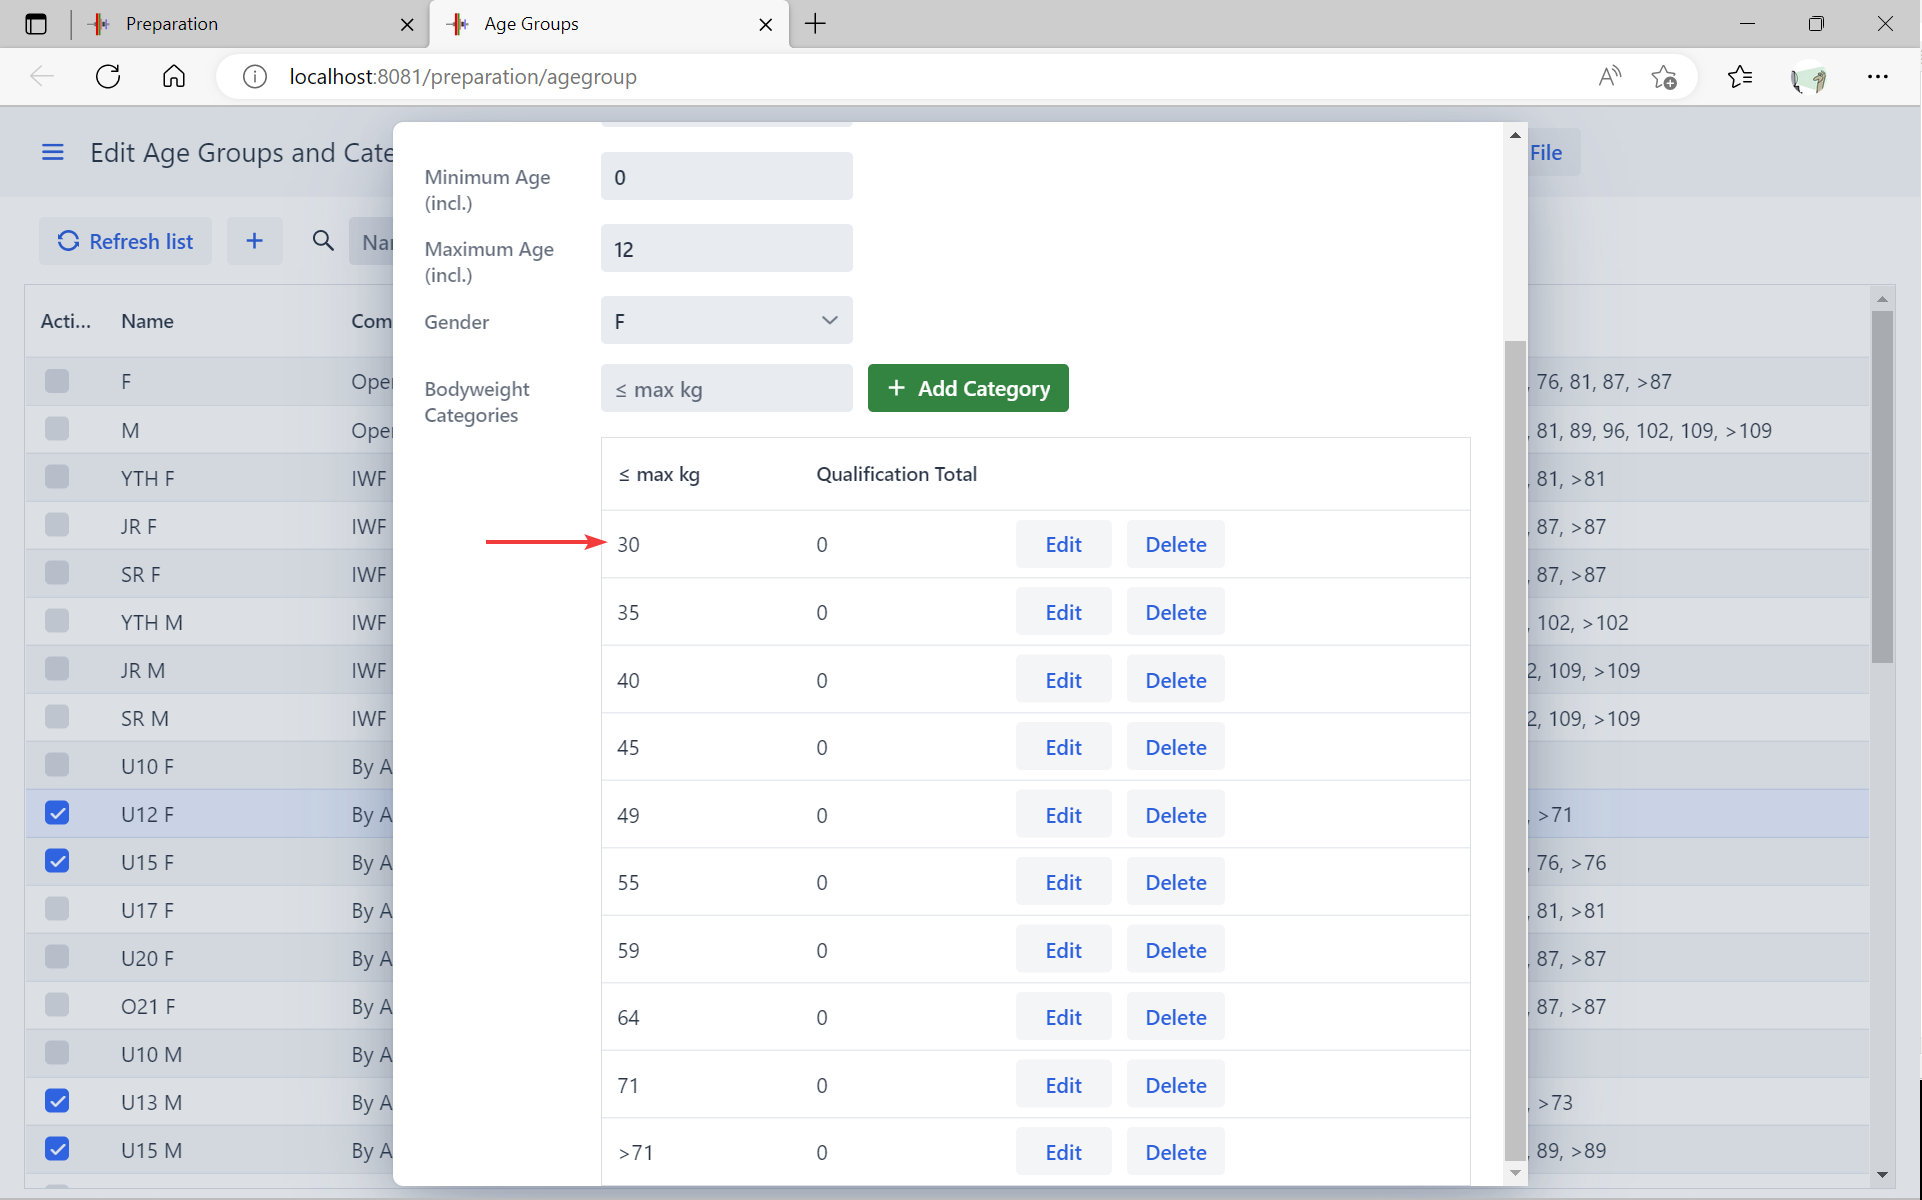 Preparation
Age Groups
localhost:8081/preparation/agegroup
Edit Age Groups and Cate
File
Refresh list
Nar
Acti...
Name
Com
F
Ope
76, 81, 87, >87
M
Ope
, 81, 89, 96, 102, 109, >109
YTH F
IWF
, 81, >81
JR F
IWF
, 87, >87
SR F
IWF
, 87, >87
YTH M
IWF
, 102, >102
JR M
IWF
2, 109, >109
SR M
IWF
2, 109, >109
U10 F
By A
U12 F
By A
, >71
U15 F
By A
, 76, >76
U17 F
By A
, 81, >81
U20 F
By A
, 87, >87
O21 F
By A
, 87, >87
U10 M
By A
U13 M
By A
, >73
U15 M
By A
, 89, >89
Minimum Age
(incl.)
0
Maximum Age
(incl.)
12
Gender
F
Bodyweight
Categories
≤ max kg
+ Add Category
≤ max kg
Qualification Total
30 0 Edit Delete
35 0 Edit Delete
40 0 Edit Delete
45 0 Edit Delete
49 0 Edit Delete
55 0 Edit Delete
59 0 Edit Delete
64 0 Edit Delete
71 0 Edit Delete
>71 0 Edit Delete